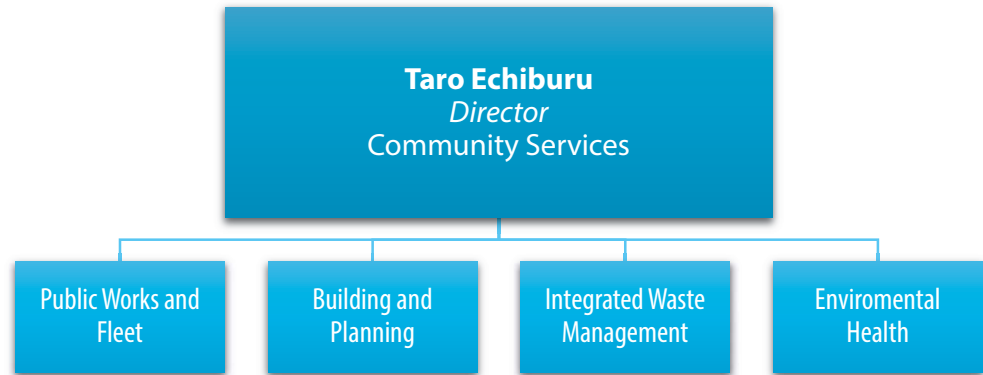 Taro Echiburu
Director
Community Services
Public Works and
Fleet
Building and
Planning
Integrated Waste
Management
Enviromental
Health